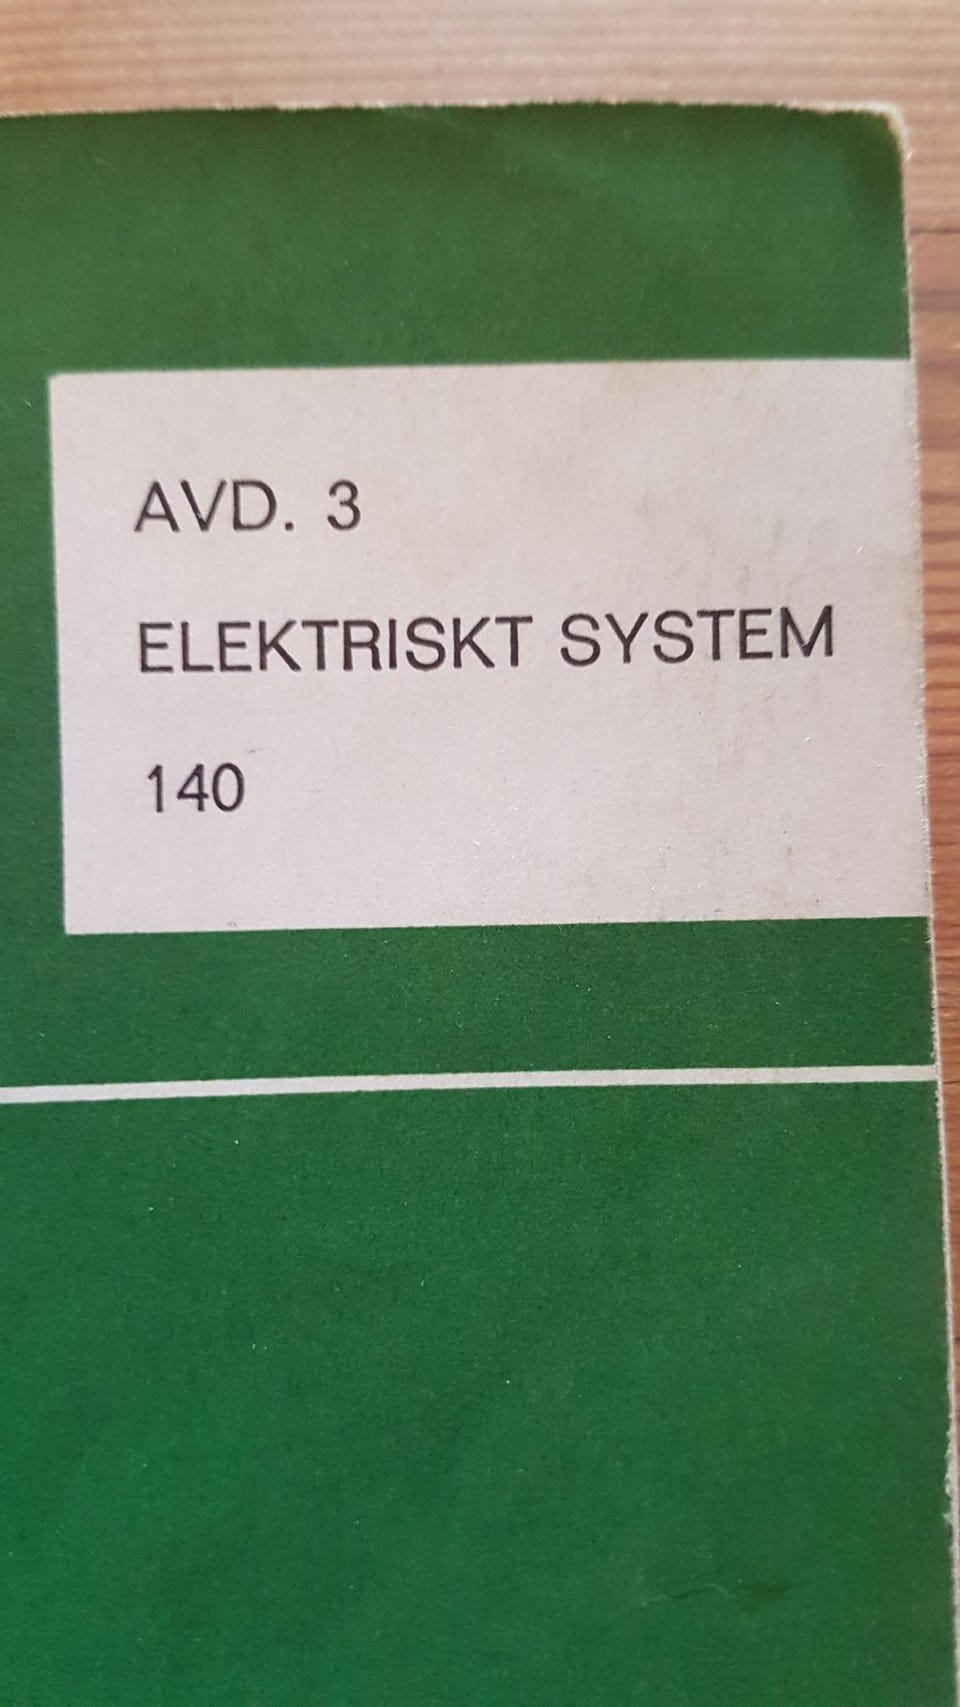 AVD. 3
ELEKTRISKT SYSTEM
140